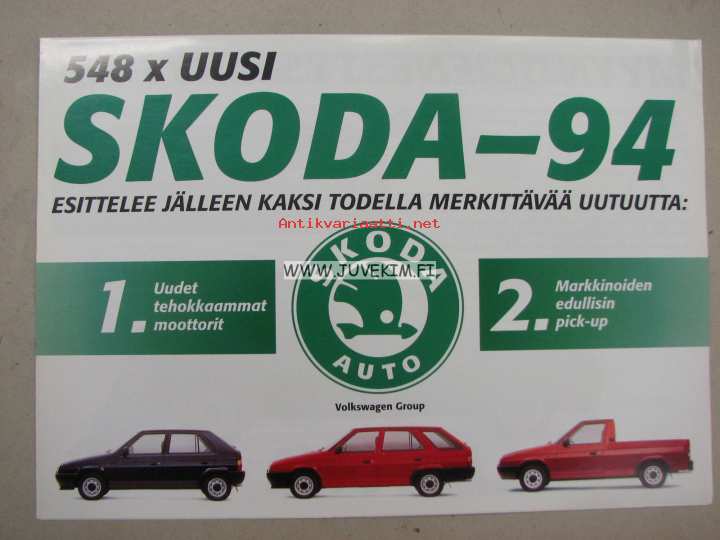 548 x UUSI
SKODA–94
ESITTELEE JÄLLEEN KAKSI TODELLA MERKITTÄVÄÄ UUTUUTTA:
Antikvariaatti.net
SKODA
WWW.JUVEKIM.FI
AUTO
1. Uudet
tehokkaammat
moottorit
2. Markkinoiden
edullisin
pick-up
Volkswagen Group